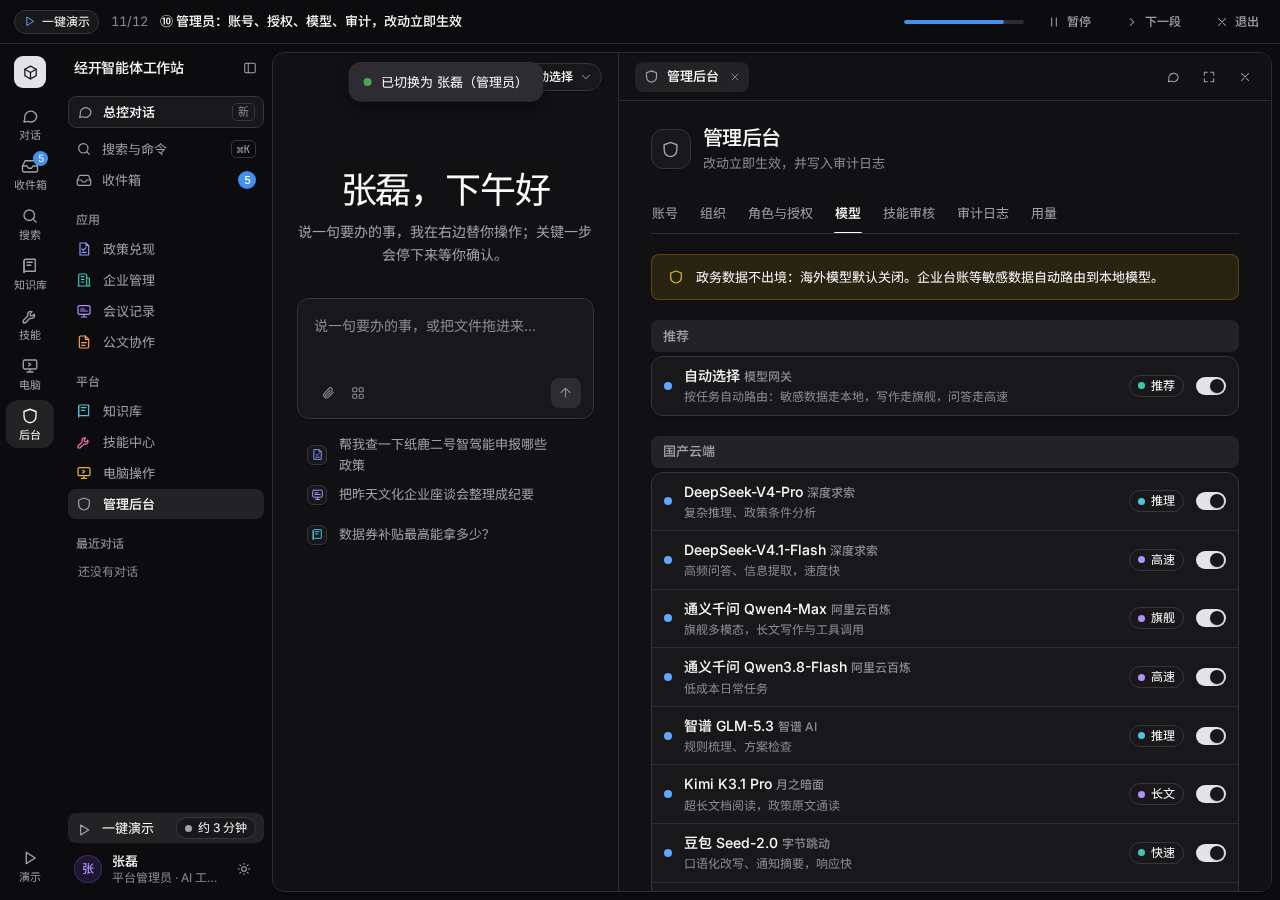 一键演示
11/12
⑩ 管理员：账号、授权、模型、审计，改动立即生效
暂停
下一段
退出
对话
5
收件箱
搜索
知识库
技能
电脑
后台
演示
经开智能体工作站
总控对话
新
搜索与命令
⌘K
收件箱
5
应用
政策兑现
企业管理
会议记录
公文协作
平台
知识库
技能中心
电脑操作
管理后台
最近对话
还没有对话
一键演示
约 3 分钟
张
张磊
平台管理员 · AI 工...
已切换为 张磊（管理员）
动选择
张磊，下午好
说一句要办的事，我在右边替你操作；关键一步
会停下来等你确认。
说一句要办的事，或把文件拖进来...
帮我查一下纸鹿二号智驾能申报哪些
政策
把昨天文化企业座谈会整理成纪要
数据券补贴最高能拿多少？
管理后台
管理后台
改动立即生效，并写入审计日志
账号
组织
角色与授权
模型
技能审核
审计日志
用量
政务数据不出境：海外模型默认关闭。企业台账等敏感数据自动路由到本地模型。
推荐
自动选择 模型网关
按任务自动路由：敏感数据走本地，写作走旗舰，问答走高速
推荐
国产云端
DeepSeek-V4-Pro 深度求索
复杂推理、政策条件分析
推理
DeepSeek-V4.1-Flash 深度求索
高频问答、信息提取，速度快
高速
通义千问 Qwen4-Max 阿里云百炼
旗舰多模态，长文写作与工具调用
旗舰
通义千问 Qwen3.8-Flash 阿里云百炼
低成本日常任务
高速
智谱 GLM-5.3 智谱 AI
规则梳理、方案检查
推理
Kimi K3.1 Pro 月之暗面
超长文档阅读，政策原文通读
长文
豆包 Seed-2.0 字节跳动
口语化改写、通知摘要，响应快
快速